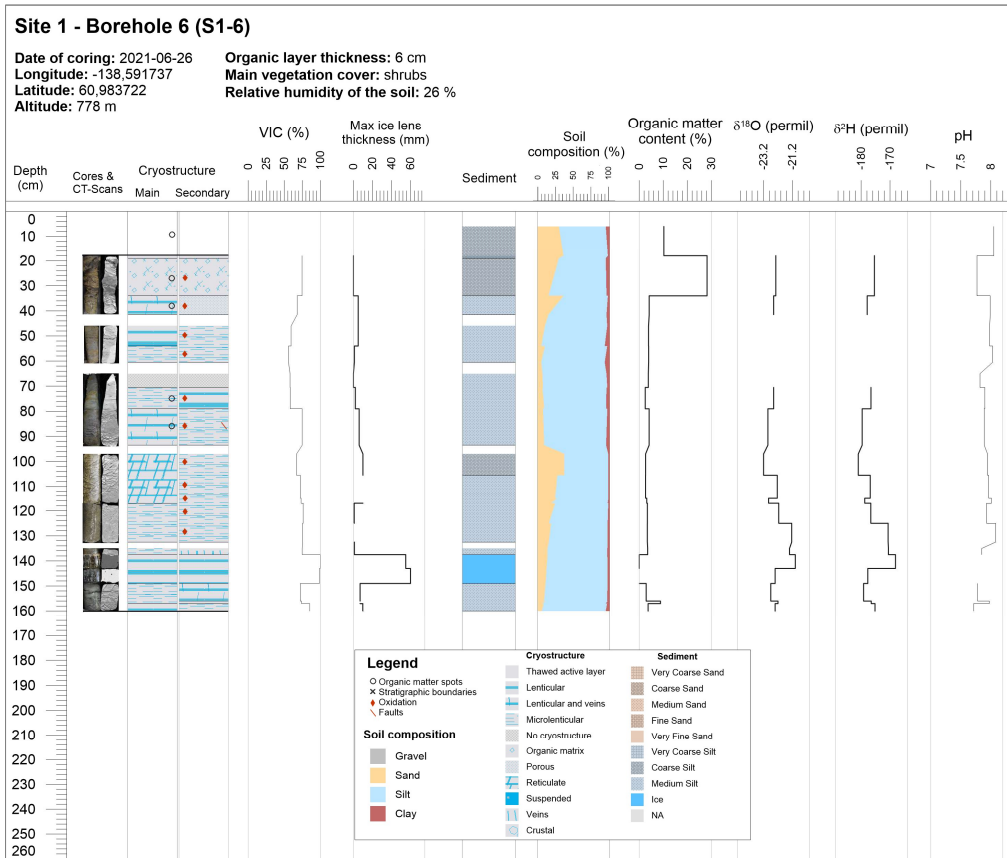 Site 1 - Borehole 6 (S1-6)
Date of coring: 2021-06-26
Longitude: -138,591737
Latitude: 60,983722
Altitude: 778 m
Organic layer thickness: 6 cm
Main vegetation cover: shrubs
Relative humidity of the soil: 26 %
Depth
(cm)
Cores &
CT-Scans
Cryostructure
Main Secondary
VIC (%)
0 25 50 75 100
Max ice lens
thickness (mm)
0 20 40 60
Sediment
Soil
composition (%)
0 25 50 75 100
Organic matter
content (%)
0 10 20 30
δ¹⁸O (permil)
-23.2 -21.2
δ²H (permil)
-180 -170
pH
7 7.5 8
0
10
20
30
40
50
60
70
80
90
100
110
120
130
140
150
160
170
180
190
200
210
220
230
240
250
260
Legend
Organic matter spots
Stratigraphic boundaries
Oxidation
Faults
Soil composition
Gravel
Sand
Silt
Clay
Cryostructure
Thawed active layer
Lenticular
Lenticular and veins
Microlenticular
No cryostructure
Organic matrix
Porous
Reticulate
Suspended
Veins
Crustal
Sediment
Very Coarse Sand
Coarse Sand
Medium Sand
Fine Sand
Very Fine Sand
Very Coarse Silt
Coarse Silt
Medium Silt
Ice
NA